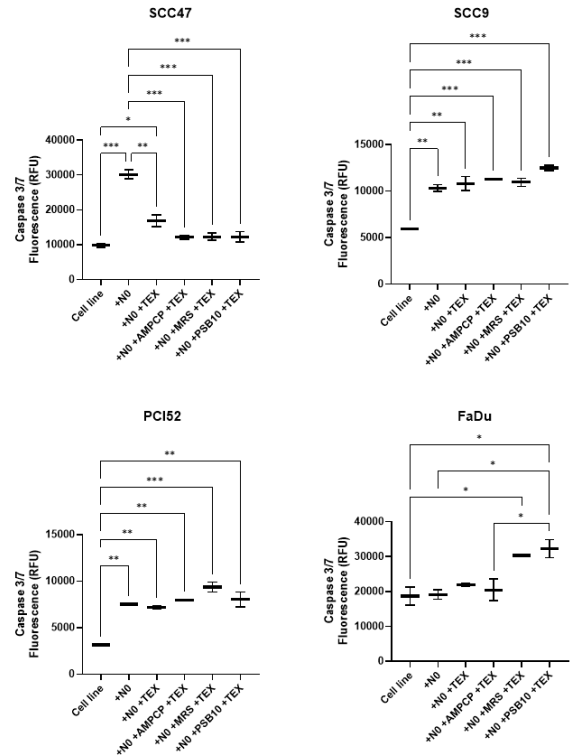 SCC47
***
***
***
*
***
**
Caspase 3/7
Fluorescence (RFU)
40000
30000
20000
10000
0
Cell line
+N0
+N0 +TEX
+N0 +AMPCP +TEX
+N0 +MRS +TEX
+N0 +PSB10 +TEX
SCC9
***
***
***
**
**
Caspase 3/7
Fluorescence (RFU)
15000
10000
5000
0
Cell line
+N0
+N0 +TEX
+N0 +AMPCP +TEX
+N0 +MRS +TEX
+N0 +PSB10 +TEX
PCI52
**
***
**
**
**
Caspase 3/7
Fluorescence (RFU)
15000
10000
5000
0
Cell line
+N0
+N0 +TEX
+N0 +AMPCP +TEX
+N0 +MRS +TEX
+N0 +PSB10 +TEX
FaDu
*
*
*
*
Caspase 3/7
Fluorescence (RFU)
40000
30000
20000
10000
0
Cell line
+N0
+N0 +TEX
+N0 +AMPCP +TEX
+N0 +MRS +TEX
+N0 +PSB10 +TEX